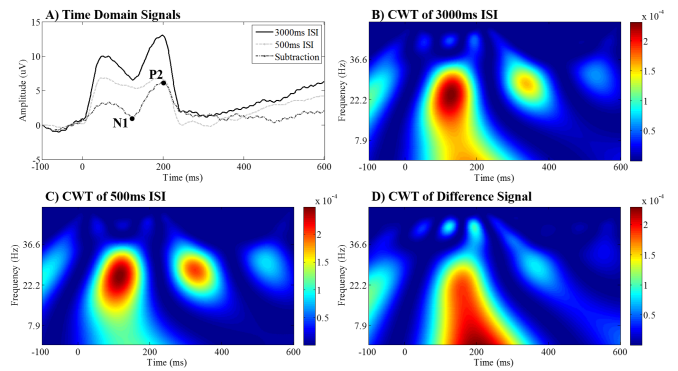 A) Time Domain Signals
Amplitude (uV)
15
10
5
0
-5
3000ms ISI
500ms ISI
Subtraction
P2
N1
-100 0 100 200 300 400 500 600
Time (ms)
B) CWT of 3000ms ISI
x 10-4
Frequency (Hz)
36.6
22.2
7.9
2
1.5
1
0.5
-100 0 200 400 600
Time (ms)
C) CWT of 500ms ISI
x 10-4
Frequency (Hz)
36.6
22.2
7.9
2
1.5
1
0.5
-100 0 200 400 600
Time (ms)
D) CWT of Difference Signal
x 10-4
Frequency (Hz)
36.6
22.2
7.9
2
1.5
1
0.5
-100 0 200 400 600
Time (ms)